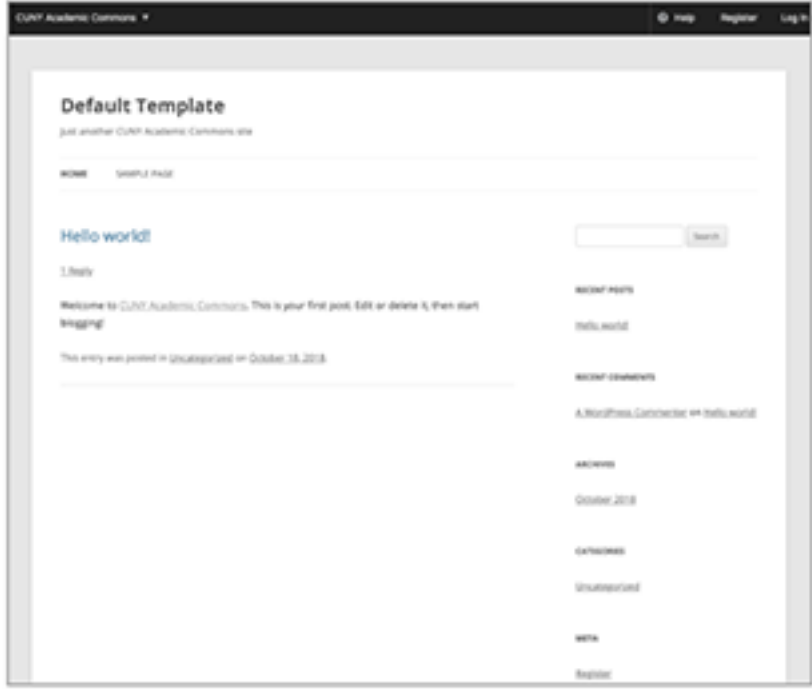 CUNY Academic Commons
Help Register Log In
Default Template
Just another CUNY Academic Commons site
HOME SAMPLE PAGE
Hello world!
1 Reply
Welcome to CUNY Academic Commons. This is your first post. Edit or delete it, then start
blogging!
This entry was posted in Uncategorized on October 18, 2018.
Search
RECENT POSTS
Hello world!
RECENT COMMENTS
A WordPress Commenter on Hello world!
ARCHIVES
October 2018
CATEGORIES
Uncategorized
META
Register